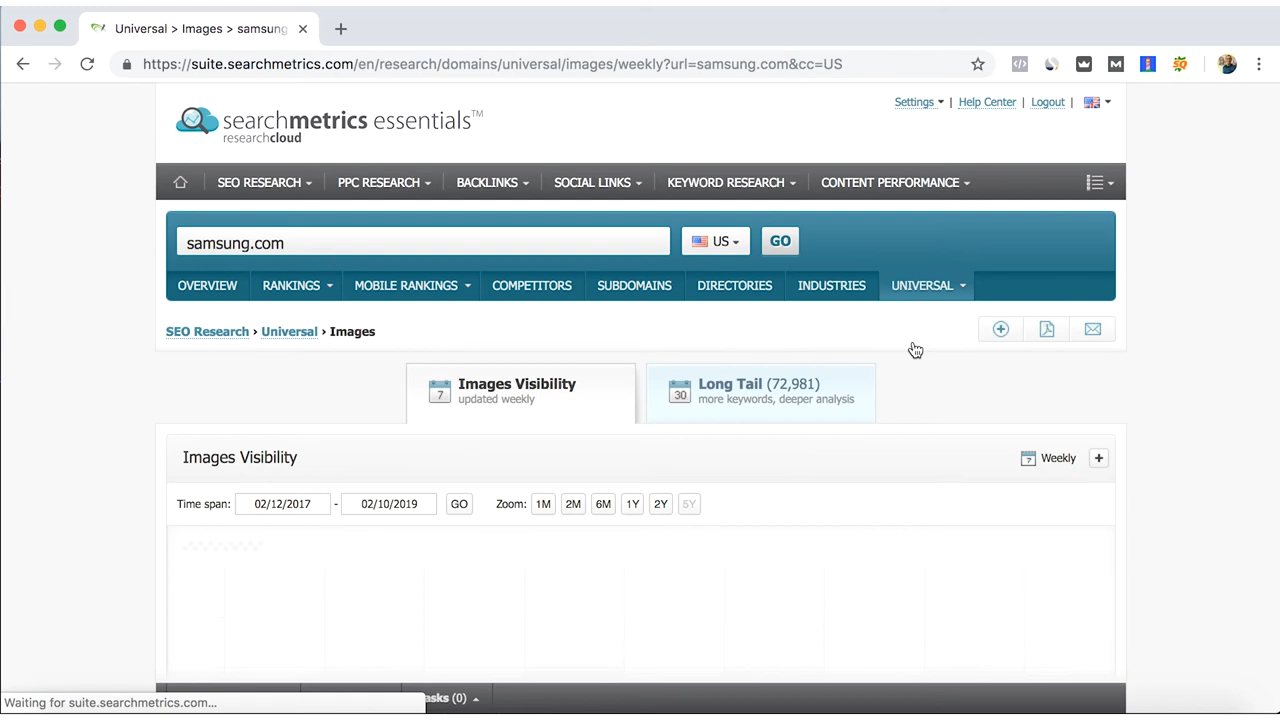 Universal > Images > samsung
https://suite.searchmetrics.com/en/research/domains/universal/images/weekly?url=samsung.com&cc=US
Settings | Help Center | Logout |
searchmetrics essentials™
researchcloud
SEO RESEARCH PPC RESEARCH BACKLINKS SOCIAL LINKS KEYWORD RESEARCH CONTENT PERFORMANCE
samsung.com US GO
OVERVIEW RANKINGS MOBILE RANKINGS COMPETITORS SUBDOMAINS DIRECTORIES INDUSTRIES UNIVERSAL
SEO Research › Universal › Images
7 Images Visibility
updated weekly
30 Long Tail (72,981)
more keywords, deeper analysis
Images Visibility
7 Weekly +
Time span: 02/12/2017 - 02/10/2019 GO Zoom: 1M 2M 6M 1Y 2Y 5Y
Waiting for suite.searchmetrics.com...
asks (0)